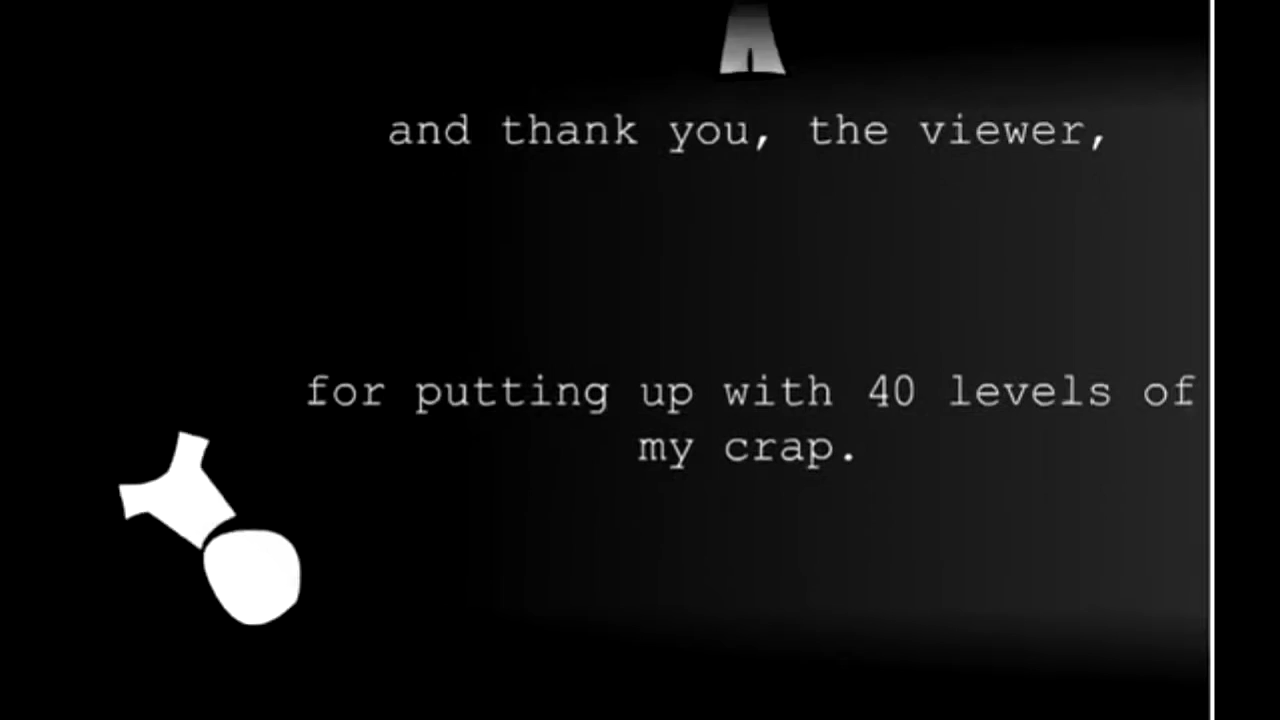 and thank you, the viewer,
for putting up with 40 levels of
my crap.